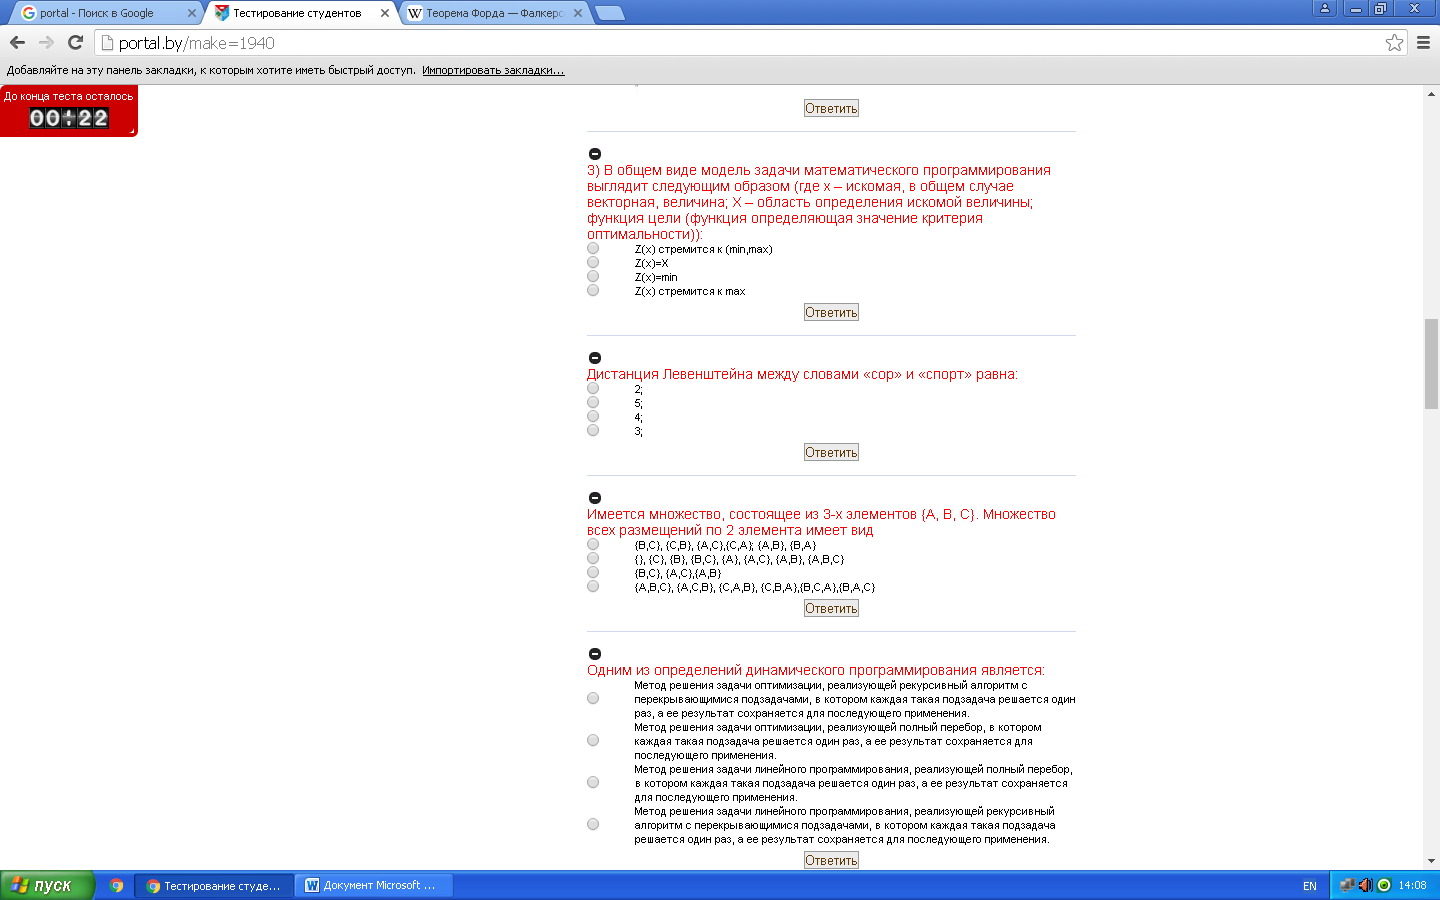 portal - Поиск в Google
Тестирование студентов
Теорема Форда — Фалкерс
portal.by/make=1940
Добавляйте на эту панель закладки, к которым хотите иметь быстрый доступ. Импортировать закладки...
До конца теста осталось
00:22
Ответить
3) В общем виде модель задачи математического программирования
выглядит следующим образом (где x – искомая, в общем случае
векторная, величина; X – область определения искомой величины;
функция цели (функция определяющая значение критерия
оптимальности)):
Z(x) стремится к (min,max)
Z(x)=X
Z(x)=min
Z(x) стремится к max
Ответить
Дистанция Левенштейна между словами «сор» и «спорт» равна:
2;
5;
4;
3;
Ответить
Имеется множество, состоящее из 3-х элементов {A, B, C}. Множество
всех размещений по 2 элемента имеет вид
{B,C}, {C,B}, {A,C},{C,A}; {A,B}, {B,A}
{}, {C}, {B}, {B,C}, {A}, {A,C}, {A,B}, {A,B,C}
{B,C}, {A,C},{A,B}
{A,B,C}, {A,C,B}, {C,A,B}, {C,B,A},{B,C,A},{B,A,C}
Ответить
Одним из определений динамического программирования является:
Метод решения задачи оптимизации, реализующей рекурсивный алгоритм с
перекрывающимися подзадачами, в котором каждая такая подзадача решается один
раз, а ее результат сохраняется для последующего применения.
Метод решения задачи оптимизации, реализующей полный перебор, в котором
каждая такая подзадача решается один раз, а ее результат сохраняется для
последующего применения.
Метод решения задачи линейного программирования, реализующей полный перебор,
в котором каждая такая подзадача решается один раз, а ее результат сохраняется
для последующего применения.
Метод решения задачи линейного программирования, реализующей рекурсивный
алгоритм с перекрывающимися подзадачами, в котором каждая такая подзадача
решается один раз, а ее результат сохраняется для последующего применения.
Ответить
пуск
Тестирование студе...
Документ Microsoft ...
EN
14:08